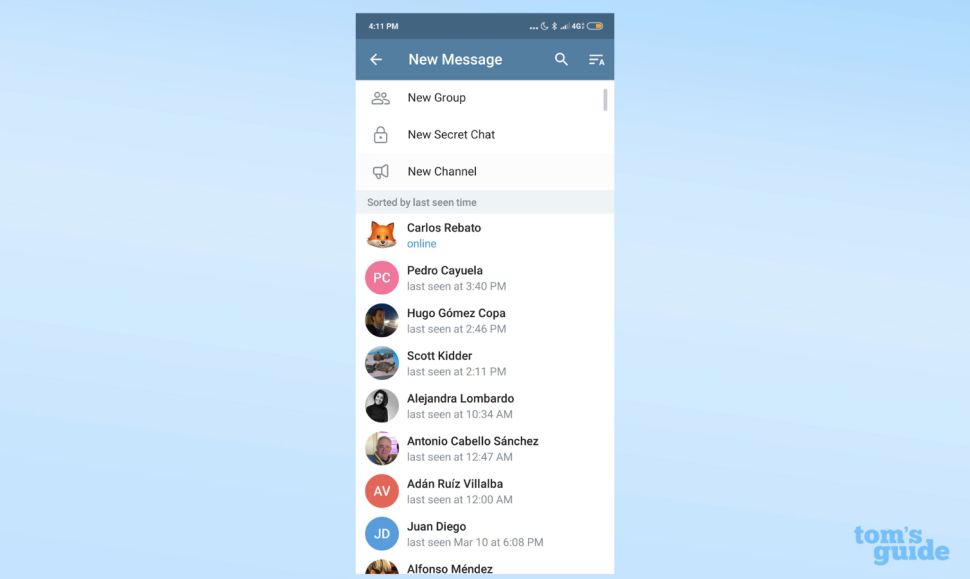 4:11 PM
4G
New Message
New Group
New Secret Chat
New Channel
Sorted by last seen time
Carlos Rebato
online
PC
Pedro Cayuela
last seen at 3:40 PM
Hugo Gómez Copa
last seen at 2:46 PM
Scott Kidder
last seen at 2:11 PM
Alejandra Lombardo
last seen at 10:34 AM
Antonio Cabello Sánchez
last seen at 12:47 AM
AV
Adán Ruíz Villalba
last seen at 12:00 AM
JD
Juan Diego
last seen Mar 10 at 6:08 PM
Alfonso Méndez
tom's
guide